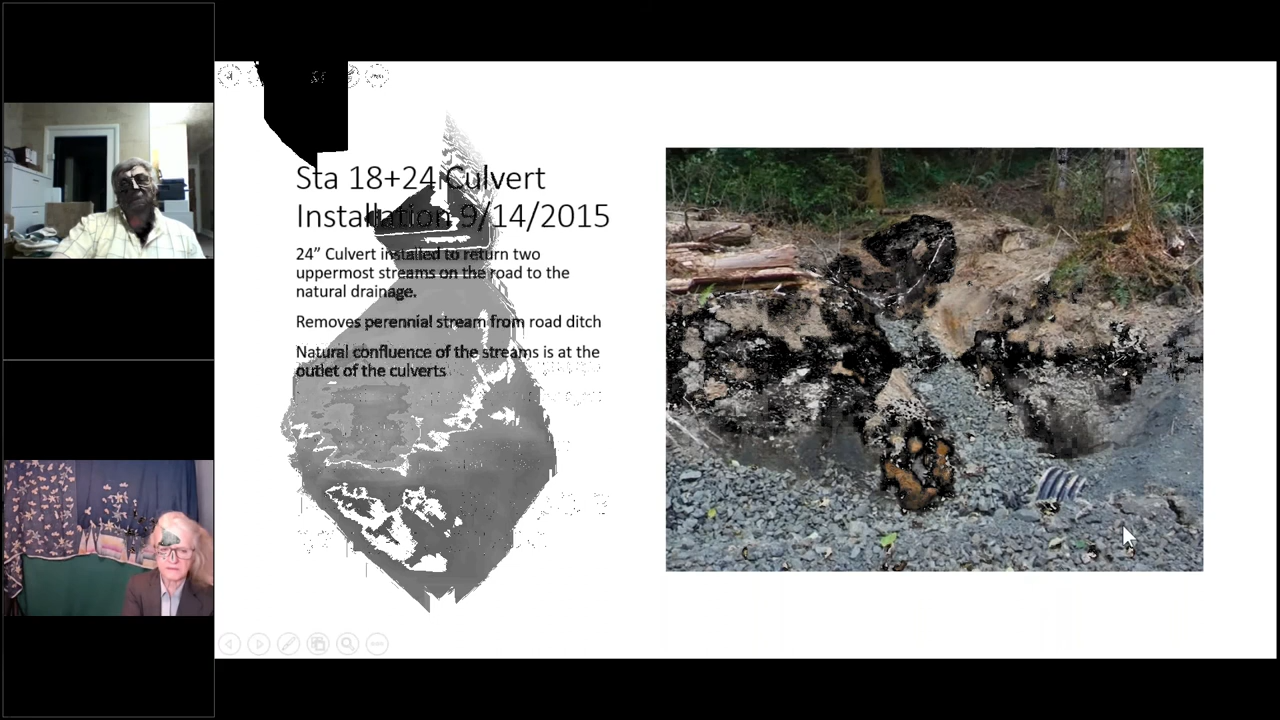 Sta 18+24 Culvert
Installation 9/14/2015
24” Culvert installed to return two
uppermost streams on the road to the
natural drainage.
Removes perennial stream from road ditch
Natural confluence of the streams is at the
outlet of the culverts